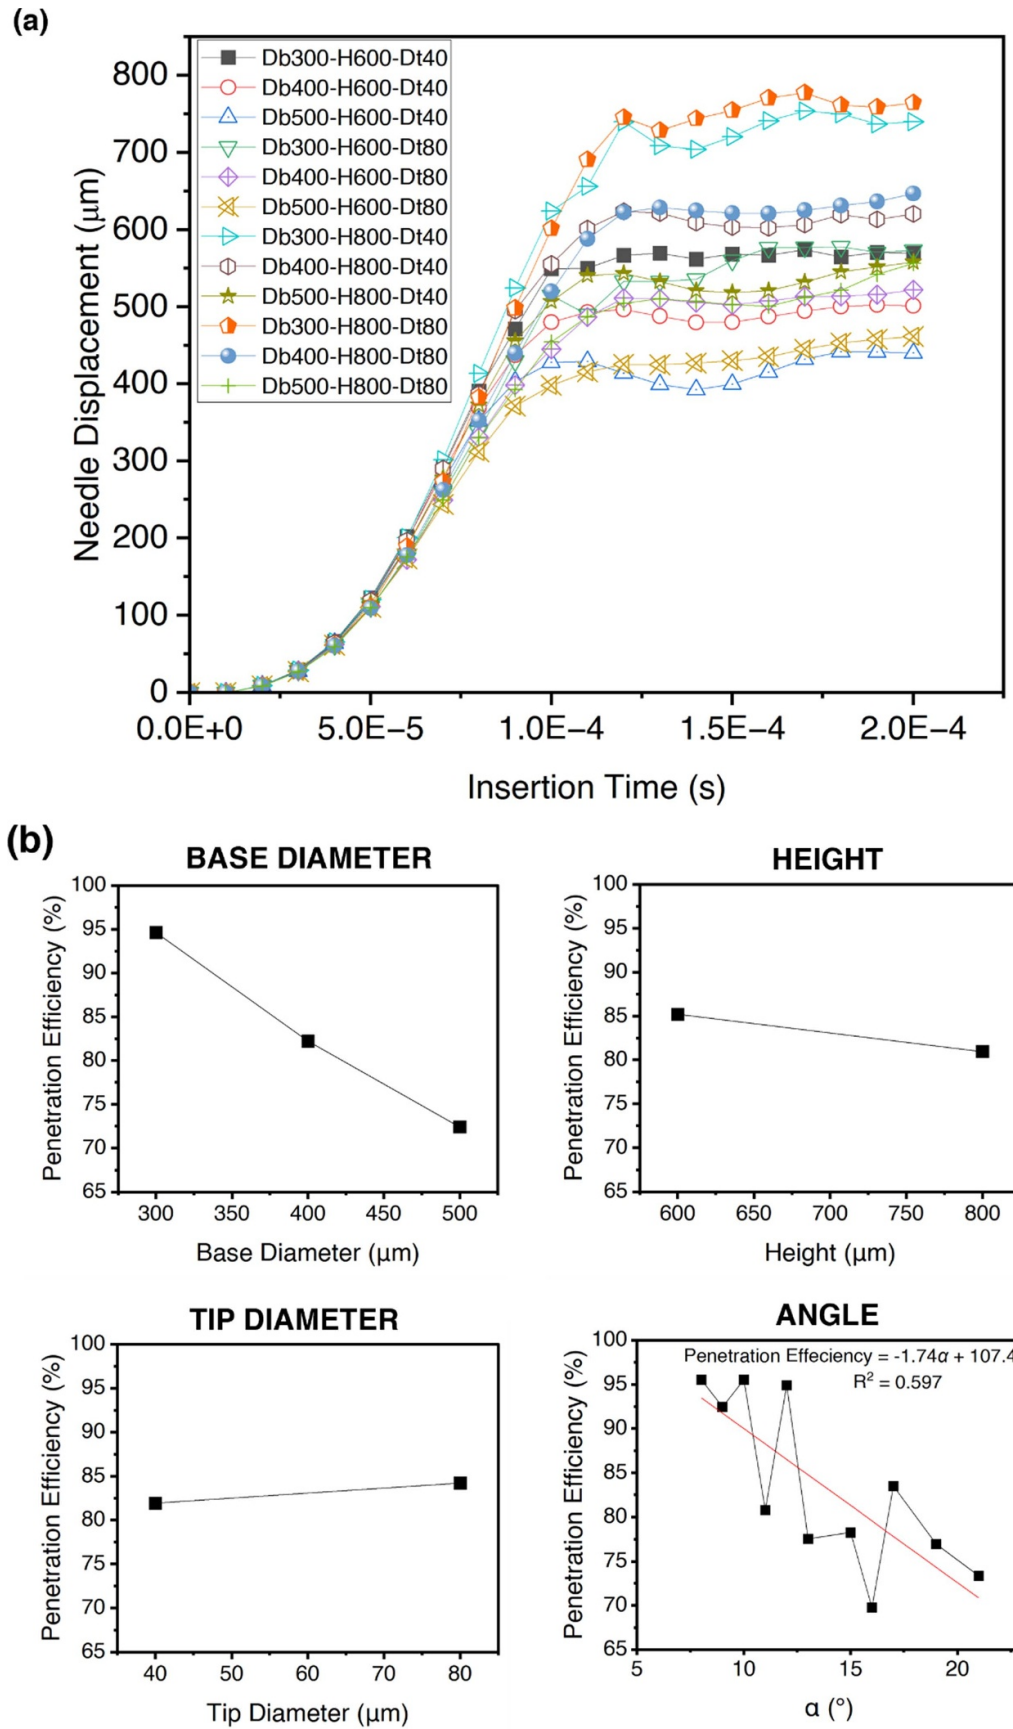 (a)
Needle Displacement (μm)
800
700
600
500
400
300
200
100
0
Db300-H600-Dt40
Db400-H600-Dt40
Db500-H600-Dt40
Db300-H600-Dt80
Db400-H600-Dt80
Db500-H600-Dt80
Db300-H800-Dt40
Db400-H800-Dt40
Db500-H800-Dt40
Db300-H800-Dt80
Db400-H800-Dt80
Db500-H800-Dt80
0.0E+0 5.0E−5 1.0E−4 1.5E−4 2.0E−4
Insertion Time (s)
(b)
BASE DIAMETER
Penetration Efficiency (%)
100
95
90
85
80
75
70
65
300 350 400 450 500
Base Diameter (μm)
HEIGHT
Penetration Efficiency (%)
100
95
90
85
80
75
70
65
600 650 700 750 800
Height (μm)
TIP DIAMETER
Penetration Efficiency (%)
100
95
90
85
80
75
70
65
40 50 60 70 80
Tip Diameter (μm)
ANGLE
Penetration Efficiency (%)
100
95
90
85
80
75
70
65
Penetration Effeciency = -1.74α + 107.4
R² = 0.597
5 10 15 20
α (°)